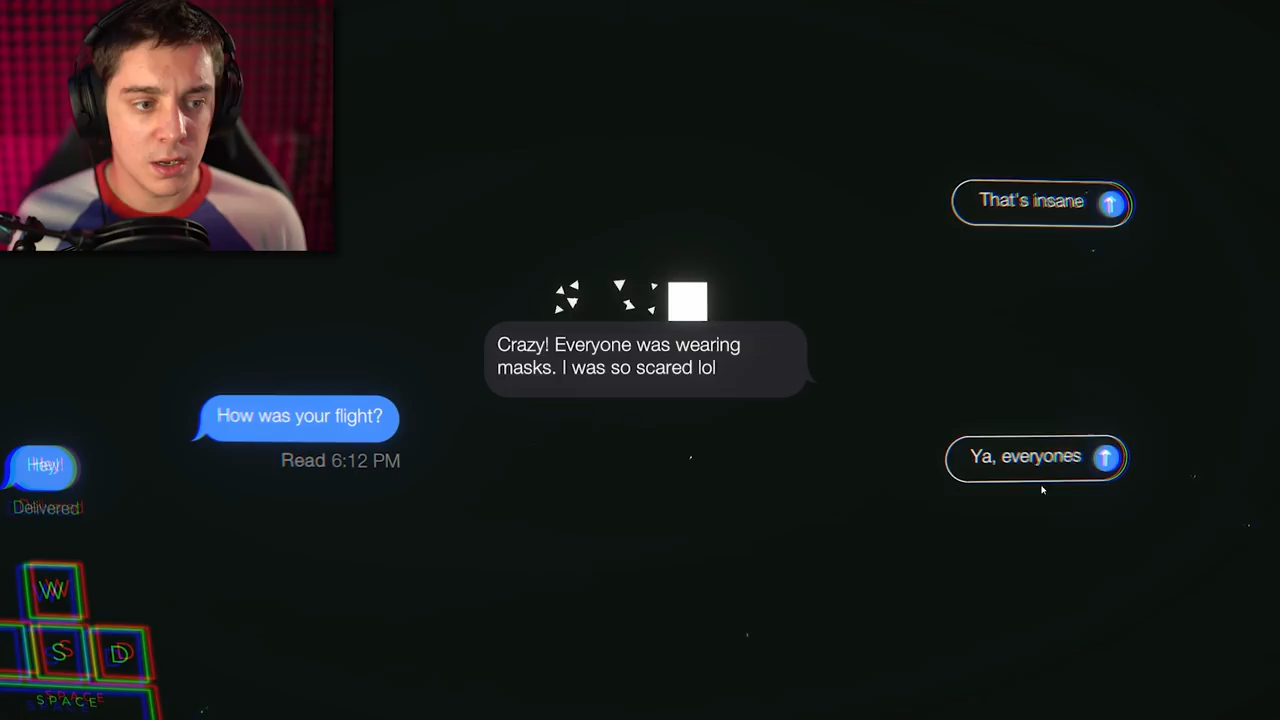 That's insane
Crazy! Everyone was wearing
masks. I was so scared lol
How was your flight?
Read 6:12 PM
Ya, everyones
Hey!
Delivered
W
S D
SPACE